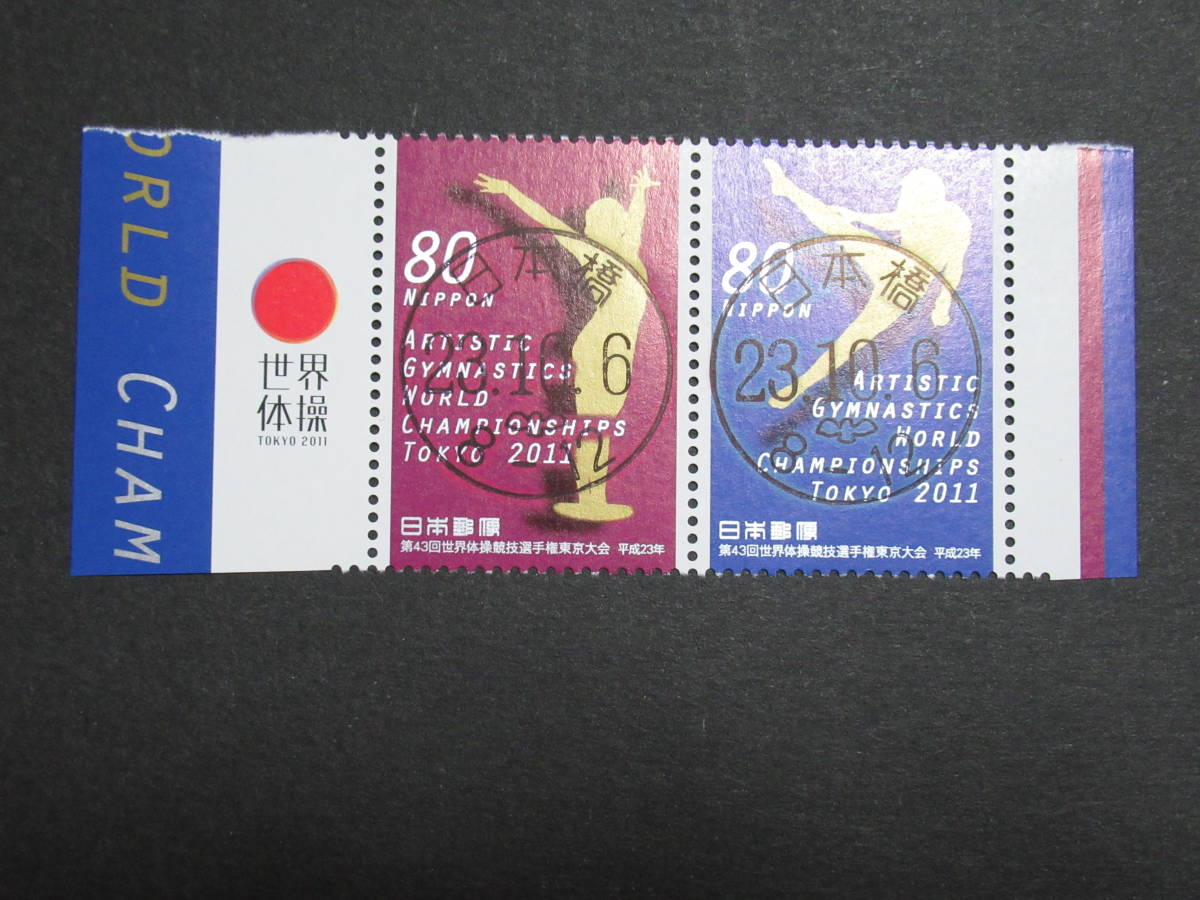 ORLD CHAM
世界
体操
TOKYO 2011
80
NIPPON
ARTISTIC
GYMNASTICS
WORLD
CHAMPIONSHIPS
TOKYO 2011
日本郵便
第43回世界体操競技選手権東京大会 平成23年
日本橋
23.10.6
8-12
80
NIPPON
ARTISTIC
GYMNASTICS
WORLD
CHAMPIONSHIPS
TOKYO 2011
日本郵便
第43回世界体操競技選手権東京大会 平成23年
日本橋
23.10.6
8-12